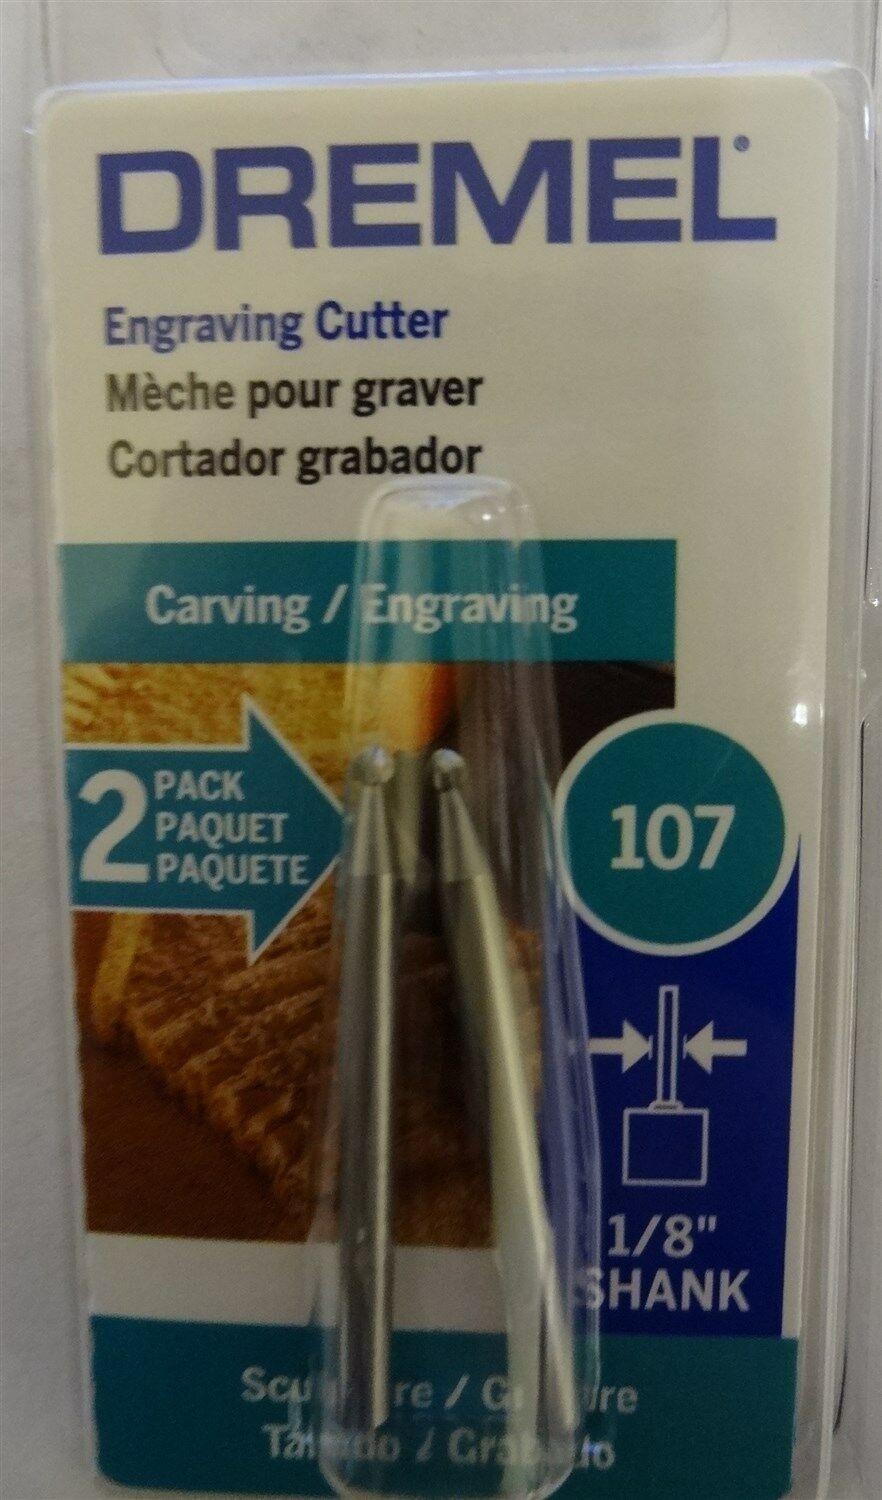 DREMEL®
Engraving Cutter
Mèche pour graver
Cortador grabador
Carving / Engraving
2 PACK
PAQUET
PAQUETE
107
1/8"
SHANK
/
/